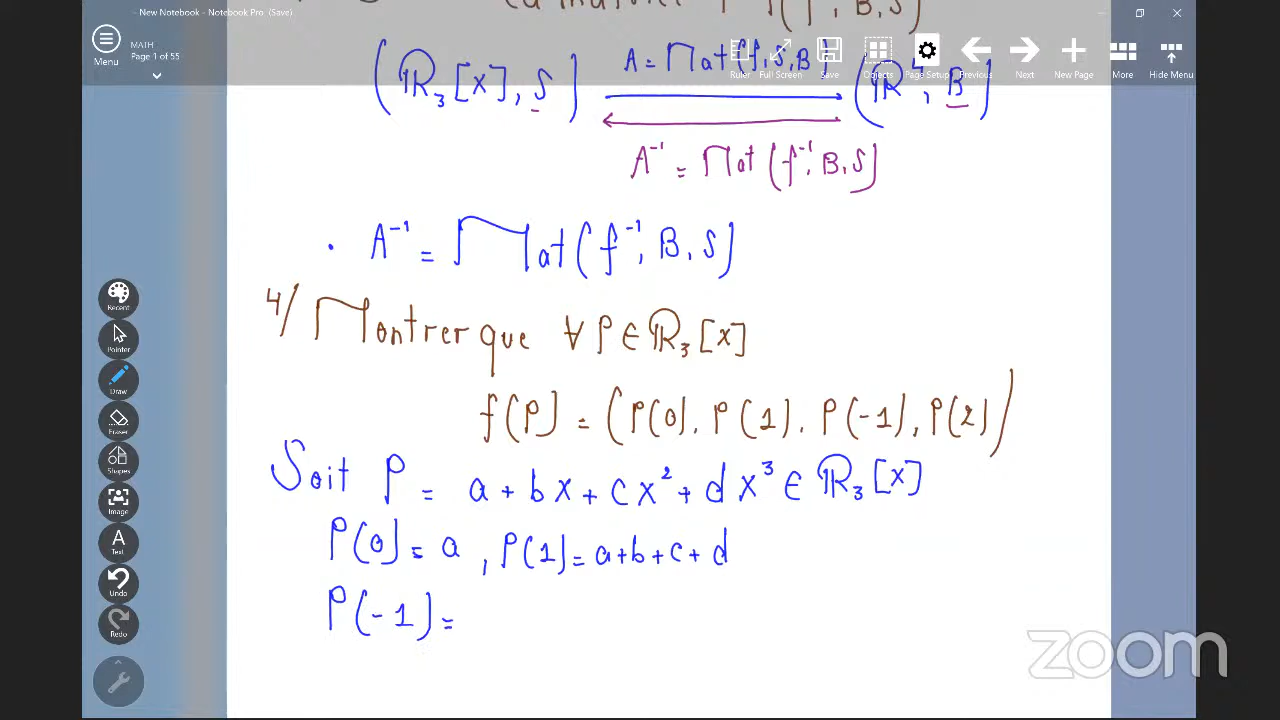 - New Notebook - Notebook Pro (Save)
MATH
Page 1 of 55
Menu
Ruler
Full Screen
Save
Objects
Page Setup
Previous
Next
New Page
More
Hide Menu
(ℝ₃[X], S) A = Mat(f, S, B) (ℝ⁴, B)
A⁻¹ = Mat(f⁻¹, B, S)
• A⁻¹ = Mat(f⁻¹, B, S)
4/ Montrer que ∀ P ∈ ℝ₃[X]
f(P) = (P(0), P(1), P(-1), P(2))
Soit P = a + bX + cX² + dX³ ∈ ℝ₃[X]
P(0) = a, P(1) = a+b+c+d
P(-1) =
Recent
Pointer
Draw
Eraser
Shapes
Image
Text
Undo
Redo
zoom